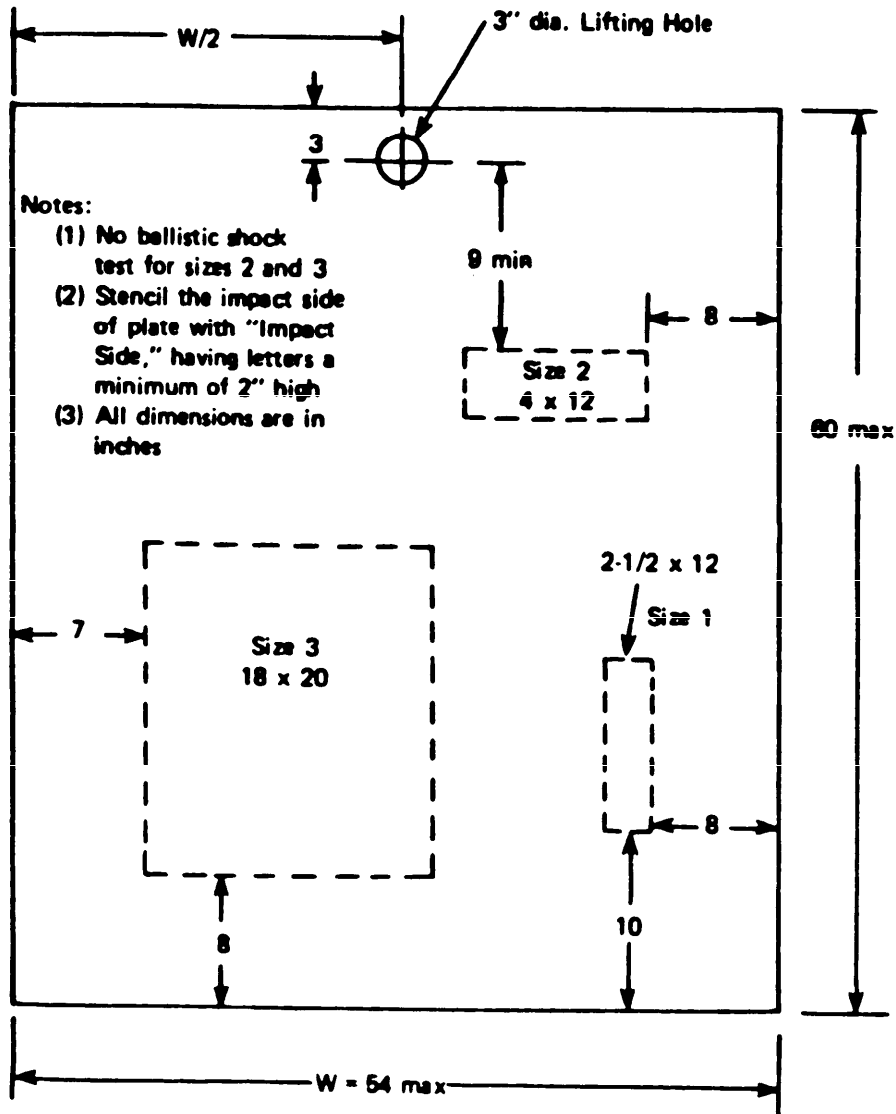 3" dia. Lifting Hole
W/2
3
Notes:
(1) No ballistic shock
test for sizes 2 and 3
(2) Stencil the impact side
of plate with "Impact
Side," having letters a
minimum of 2" high
(3) All dimensions are in
inches
9 min
8
Size 2
4 x 12
60 max
2-1/2 x 12
Size 1
7
Size 3
18 x 20
8
10
8
W = 54 max